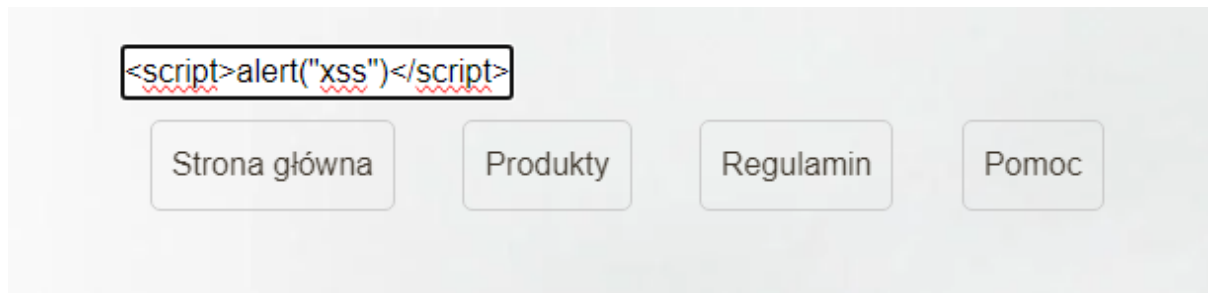 <script>alert("xss")</script>
Strona główna Produkty Regulamin Pomoc